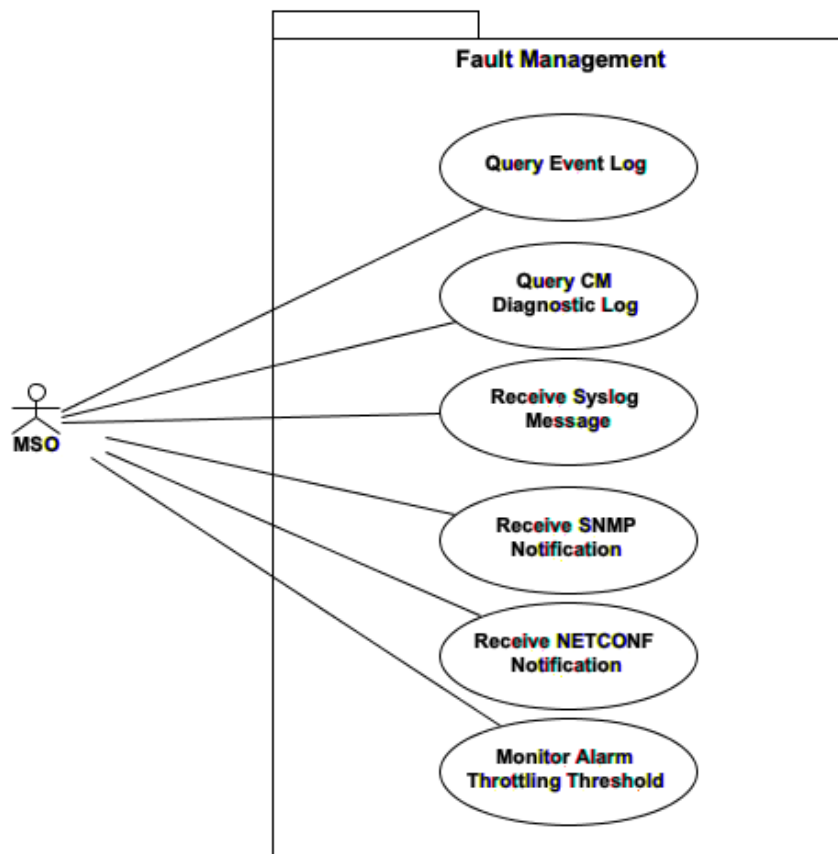 Fault Management
Query Event Log
Query CM
Diagnostic Log
Receive Syslog
Message
MSO
Receive SNMP
Notification
Receive NETCONF
Notification
Monitor Alarm
Throttling Threshold